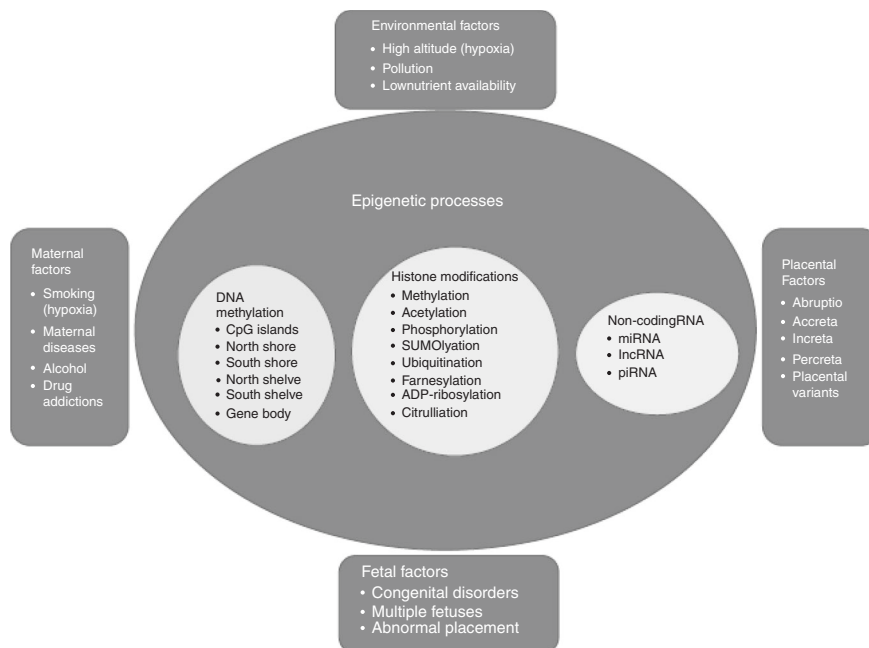 Environmental factors
• High altitude (hypoxia)
• Pollution
• Lownutrient availability
Epigenetic processes
Maternal
factors
• Smoking
(hypoxia)
• Maternal
diseases
• Alcohol
• Drug
addictions
DNA
methylation
• CpG islands
• North shore
• South shore
• North shelve
• South shelve
• Gene body
Histone modifications
• Methylation
• Acetylation
• Phosphorylation
• SUMOlyation
• Ubiquitination
• Farnesylation
• ADP-ribosylation
• Citrulliation
Non-codingRNA
• miRNA
• lncRNA
• piRNA
Placental
Factors
• Abruptio
• Accreta
• Increta
• Percreta
• Placental
variants
Fetal factors
• Congenital disorders
• Multiple fetuses
• Abnormal placement